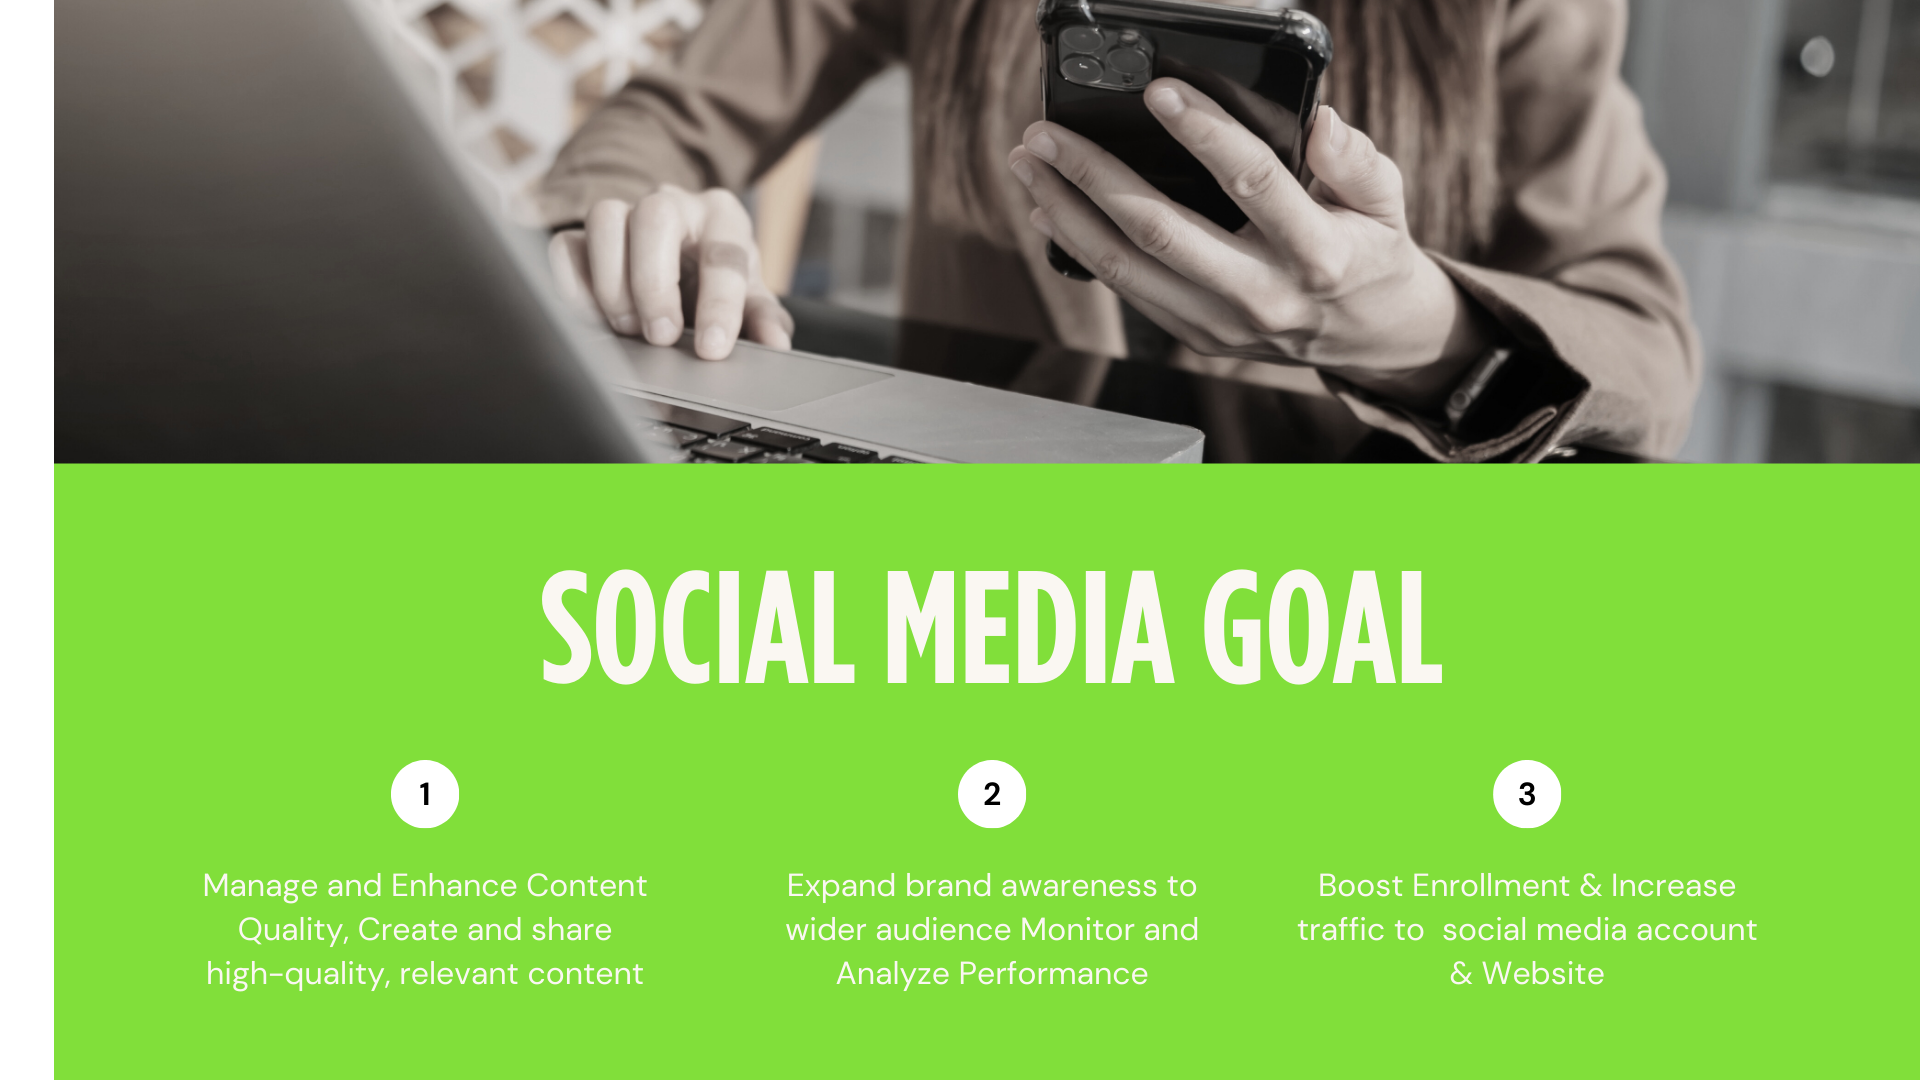 SOCIAL MEDIA GOAL
1
Manage and Enhance Content
Quality, Create and share
high-quality, relevant content
2
Expand brand awareness to
wider audience Monitor and
Analyze Performance
3
Boost Enrollment & Increase
traffic to  social media account
& Website